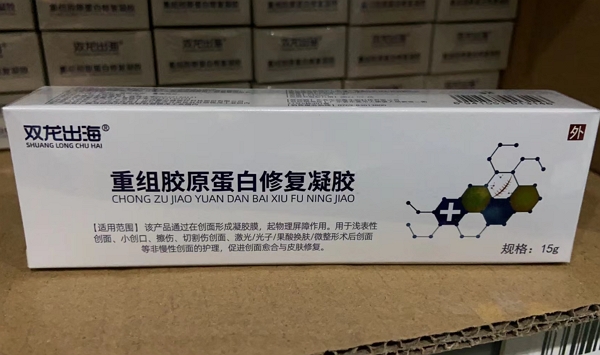 双龙出海®
SHUANG LONG CHU HAI
外
重组胶原蛋白修复凝胶
CHONG ZU JIAO YUAN DAN BAI XIU FU NING JIAO
【适用范围】该产品通过在创面形成凝胶膜，起物理屏障作用。用于浅表性
创面、小创口、擦伤、切割伤创面、激光/光子/果酸换肤/微整形术后创面
等非慢性创面的护理，促进创面愈合与皮肤修复。
规格：15g